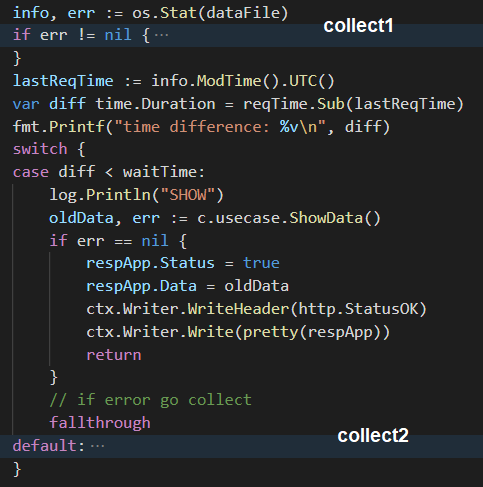 info, err := os.Stat(dataFile)
if err != nil {··· collect1
}
lastReqTime := info.ModTime().UTC()
var diff time.Duration = reqTime.Sub(lastReqTime)
fmt.Printf("time difference: %v\n", diff)
switch {
case diff < waitTime:
    log.Println("SHOW")
    oldData, err := c.usecase.ShowData()
    if err == nil {
        respApp.Status = true
        respApp.Data = oldData
        ctx.Writer.WriteHeader(http.StatusOK)
        ctx.Writer.Write(pretty(respApp))
        return
    }
    // if error go collect
    fallthrough
default:··· collect2
}